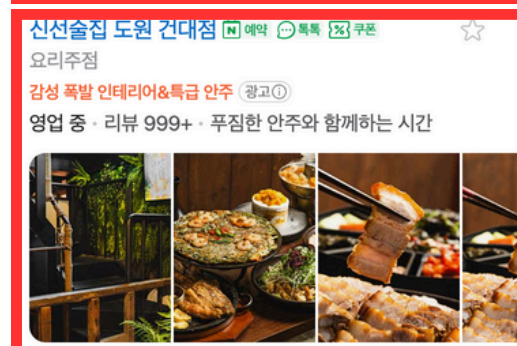 신선술집 도원 건대점 N 예약 톡톡 쿠폰
요리주점
감성 폭발 인테리어&특급 안주 광고
영업 중 · 리뷰 999+ · 푸짐한 안주와 함께하는 시간